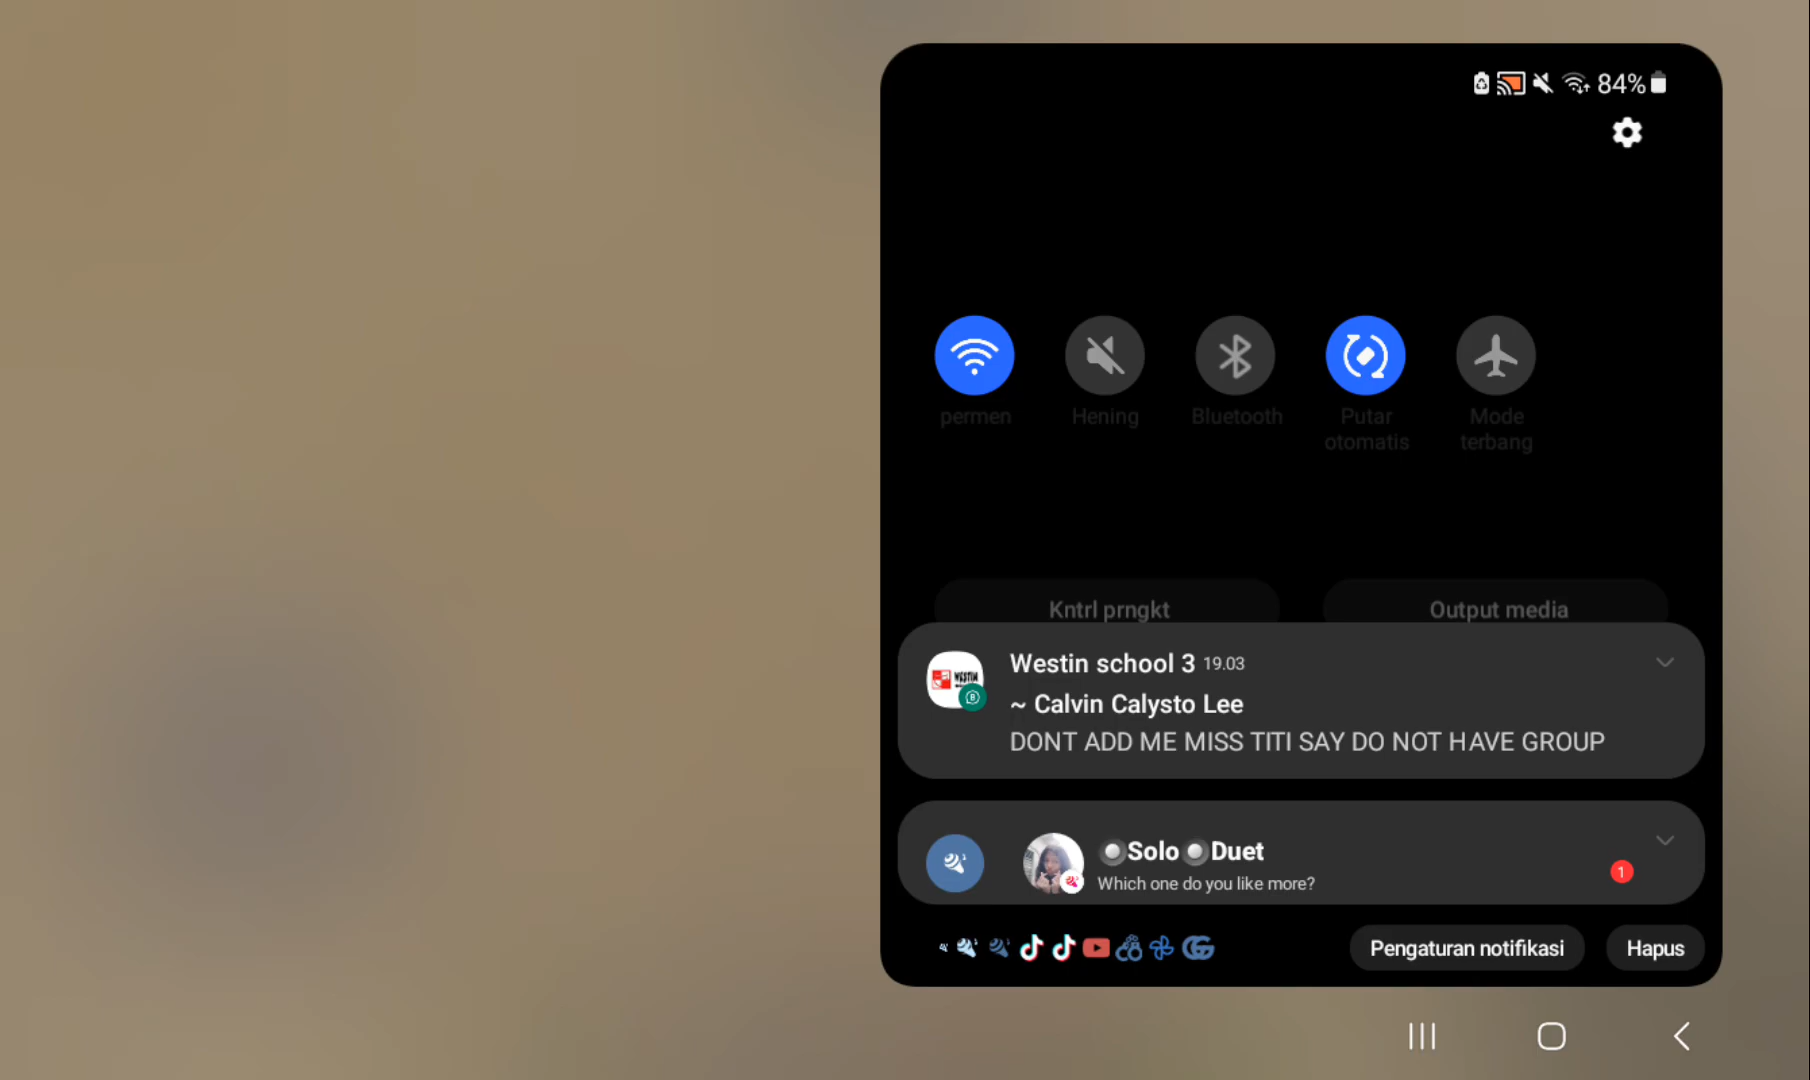 84%
permen
Hening
Bluetooth
Putar
otomatis
Mode
terbang
Kntrl prngkt
Output media
WESTIN
Westin school 3 19.03
~ Calvin Calysto Lee
DONT ADD ME MISS TITI SAY DO NOT HAVE GROUP
Solo Duet
Which one do you like more?
1
Pengaturan notifikasi
Hapus